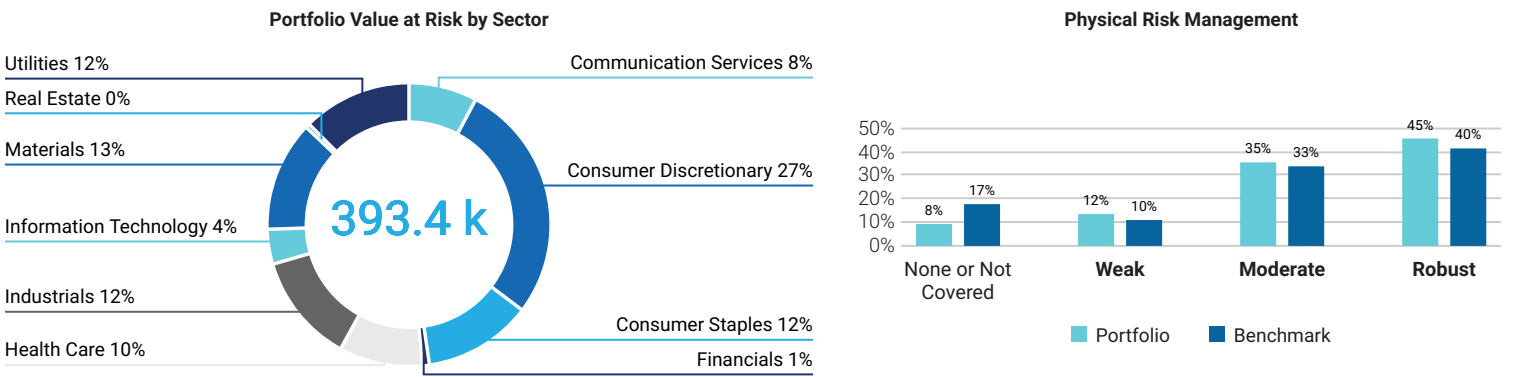 Portfolio Value at Risk by Sector
Utilities 12%
Real Estate 0%
Materials 13%
Information Technology 4%
Industrials 12%
Health Care 10%
Communication Services 8%
Consumer Discretionary 27%
Consumer Staples 12%
Financials 1%
393.4 k
Physical Risk Management
50%
40%
30%
20%
10%
0%
8%
17%
12%
10%
35%
33%
45%
40%
None or Not
Covered
Weak
Moderate
Robust
Portfolio
Benchmark